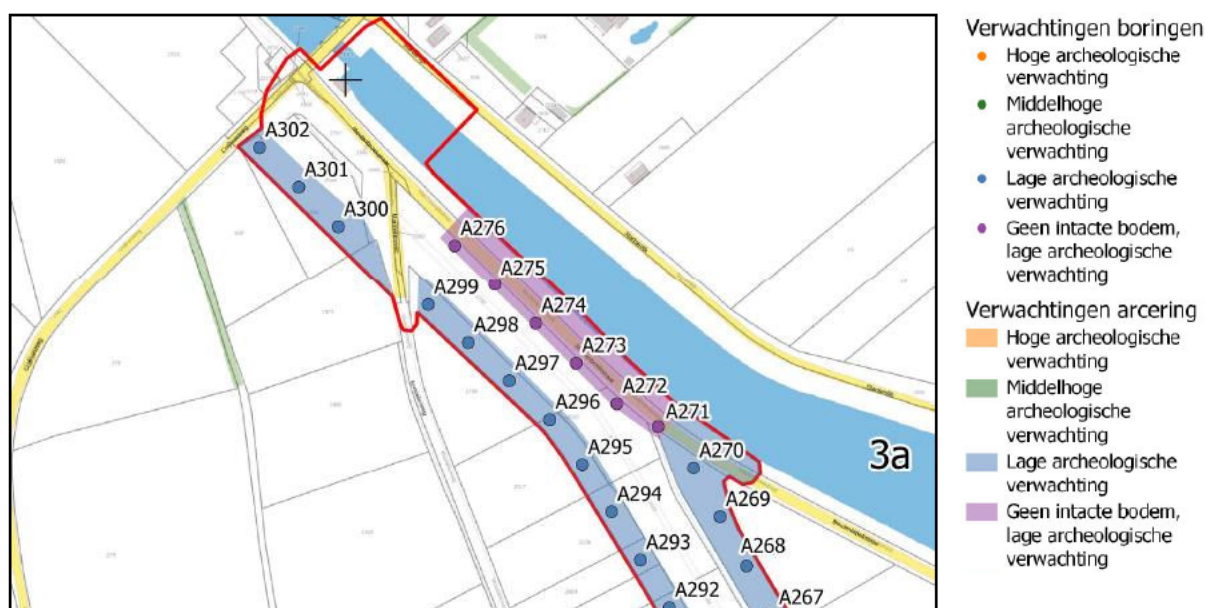 A302
A301
A300
A276
A275
A299
A274
A298
A273
A297
A272
A296
A271
A295
A270
3a
A294
A269
A293
A268
A292
A267
Verwachtingen boringen
Hoge archeologische
verwachting
Middelhoge
archeologische
verwachting
Lage archeologische
verwachting
Geen intacte bodem,
lage archeologische
verwachting
Verwachtingen arcering
Hoge archeologische
verwachting
Middelhoge
archeologische
verwachting
Lage archeologische
verwachting
Geen intacte bodem,
lage archeologische
verwachting